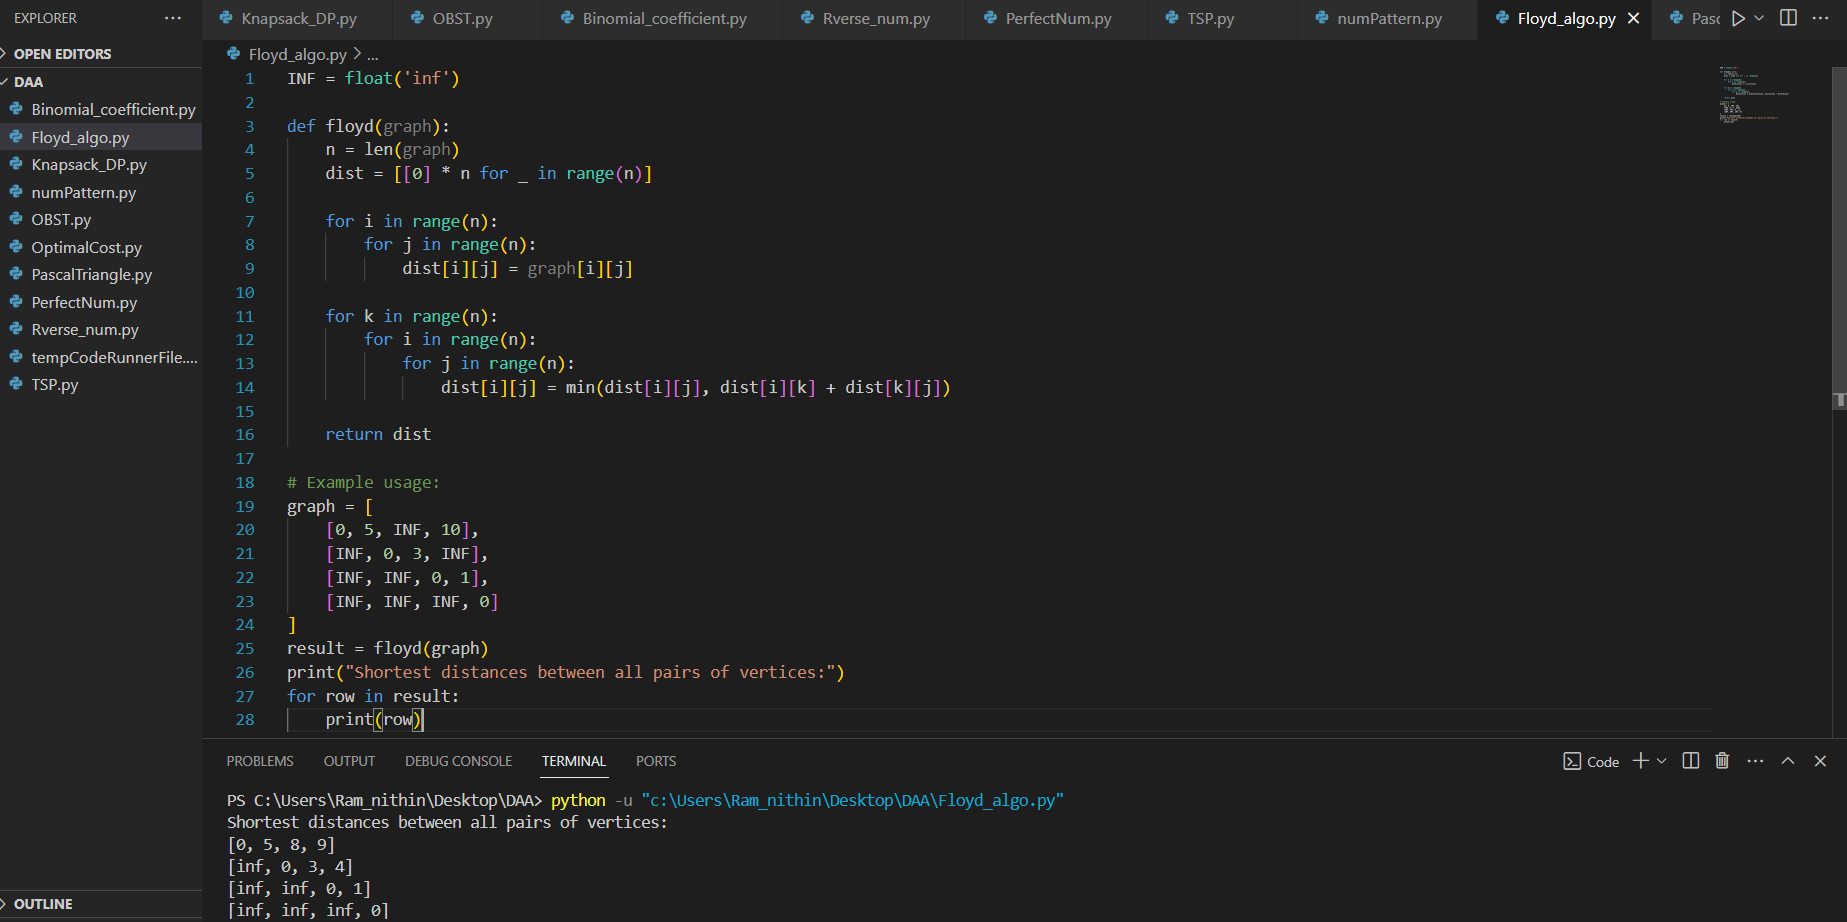 EXPLORER
OPEN EDITORS
DAA
Binomial_coefficient.py
Floyd_algo.py
Knapsack_DP.py
numPattern.py
OBST.py
OptimalCost.py
PascalTriangle.py
PerfectNum.py
Rverse_num.py
tempCodeRunnerFile....
TSP.py
OUTLINE
Knapsack_DP.py OBST.py Binomial_coefficient.py Rverse_num.py PerfectNum.py TSP.py numPattern.py Floyd_algo.py Pasc
Floyd_algo.py > ...
1 INF = float('inf')
2
3 def floyd(graph):
4     n = len(graph)
5     dist = [[0] * n for _ in range(n)]
6
7     for i in range(n):
8         for j in range(n):
9             dist[i][j] = graph[i][j]
10
11     for k in range(n):
12         for i in range(n):
13             for j in range(n):
14                 dist[i][j] = min(dist[i][j], dist[i][k] + dist[k][j])
15
16     return dist
17
18 # Example usage:
19 graph = [
20     [0, 5, INF, 10],
21     [INF, 0, 3, INF],
22     [INF, INF, 0, 1],
23     [INF, INF, INF, 0]
24 ]
25 result = floyd(graph)
26 print("Shortest distances between all pairs of vertices:")
27 for row in result:
28     print(row)
PROBLEMS OUTPUT DEBUG CONSOLE TERMINAL PORTS Code
PS C:\Users\Ram_nithin\Desktop\DAA> python -u "c:\Users\Ram_nithin\Desktop\DAA\Floyd_algo.py"
Shortest distances between all pairs of vertices:
[0, 5, 8, 9]
[inf, 0, 3, 4]
[inf, inf, 0, 1]
[inf, inf, inf, 0]